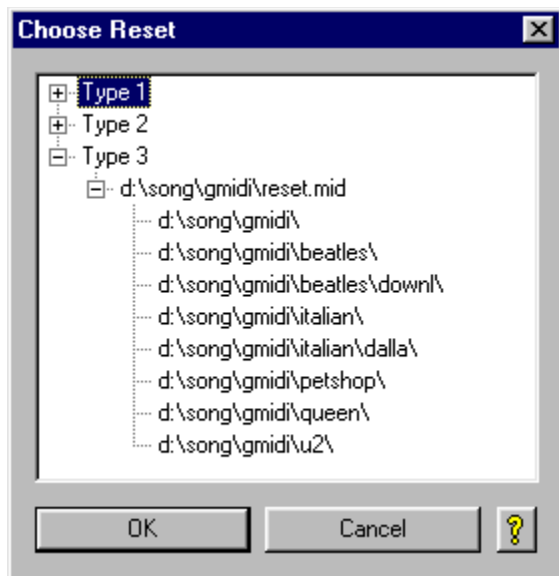 Choose Reset
Type 1
Type 2
Type 3
d:\song\gmidi\reset.mid
d:\song\gmidi\
d:\song\gmidi\beatles\
d:\song\gmidi\beatles\downl\
d:\song\gmidi\italian\
d:\song\gmidi\italian\dalla\
d:\song\gmidi\petshop\
d:\song\gmidi\queen\
d:\song\gmidi\u2\
OK Cancel